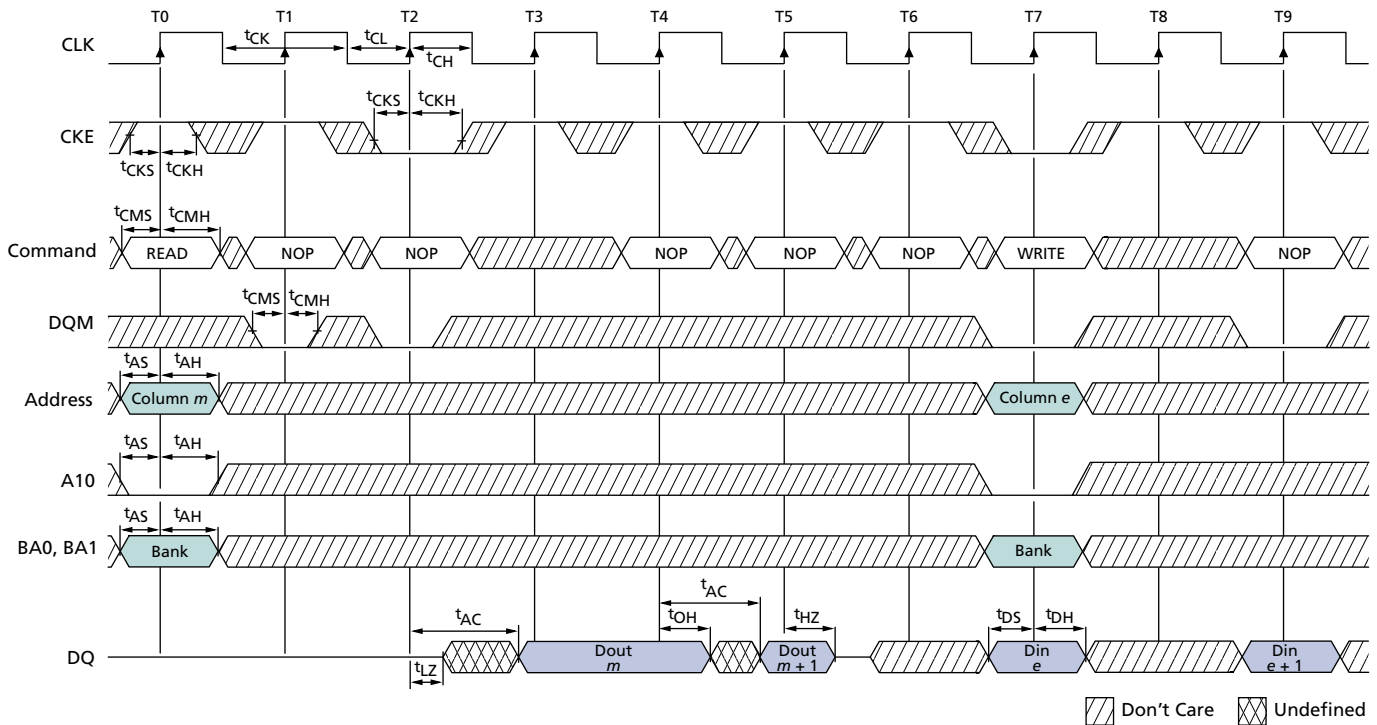 T0 T1 T2 T3 T4 T5 T6 T7 T8 T9
CLK
tCK tCL
tCH
tCKS tCKH
CKE
tCKS tCKH
tCMS tCMH
Command READ NOP NOP NOP NOP NOP WRITE NOP
tCMS tCMH
DQM
tAS tAH
Address Column m Column e
tAS tAH
A10
tAS tAH
BA0, BA1 Bank Bank
tAC
tAC tOH tHZ tDS tDH
DQ Dout m Dout m + 1 Din e Din e + 1
tLZ
Don't Care Undefined